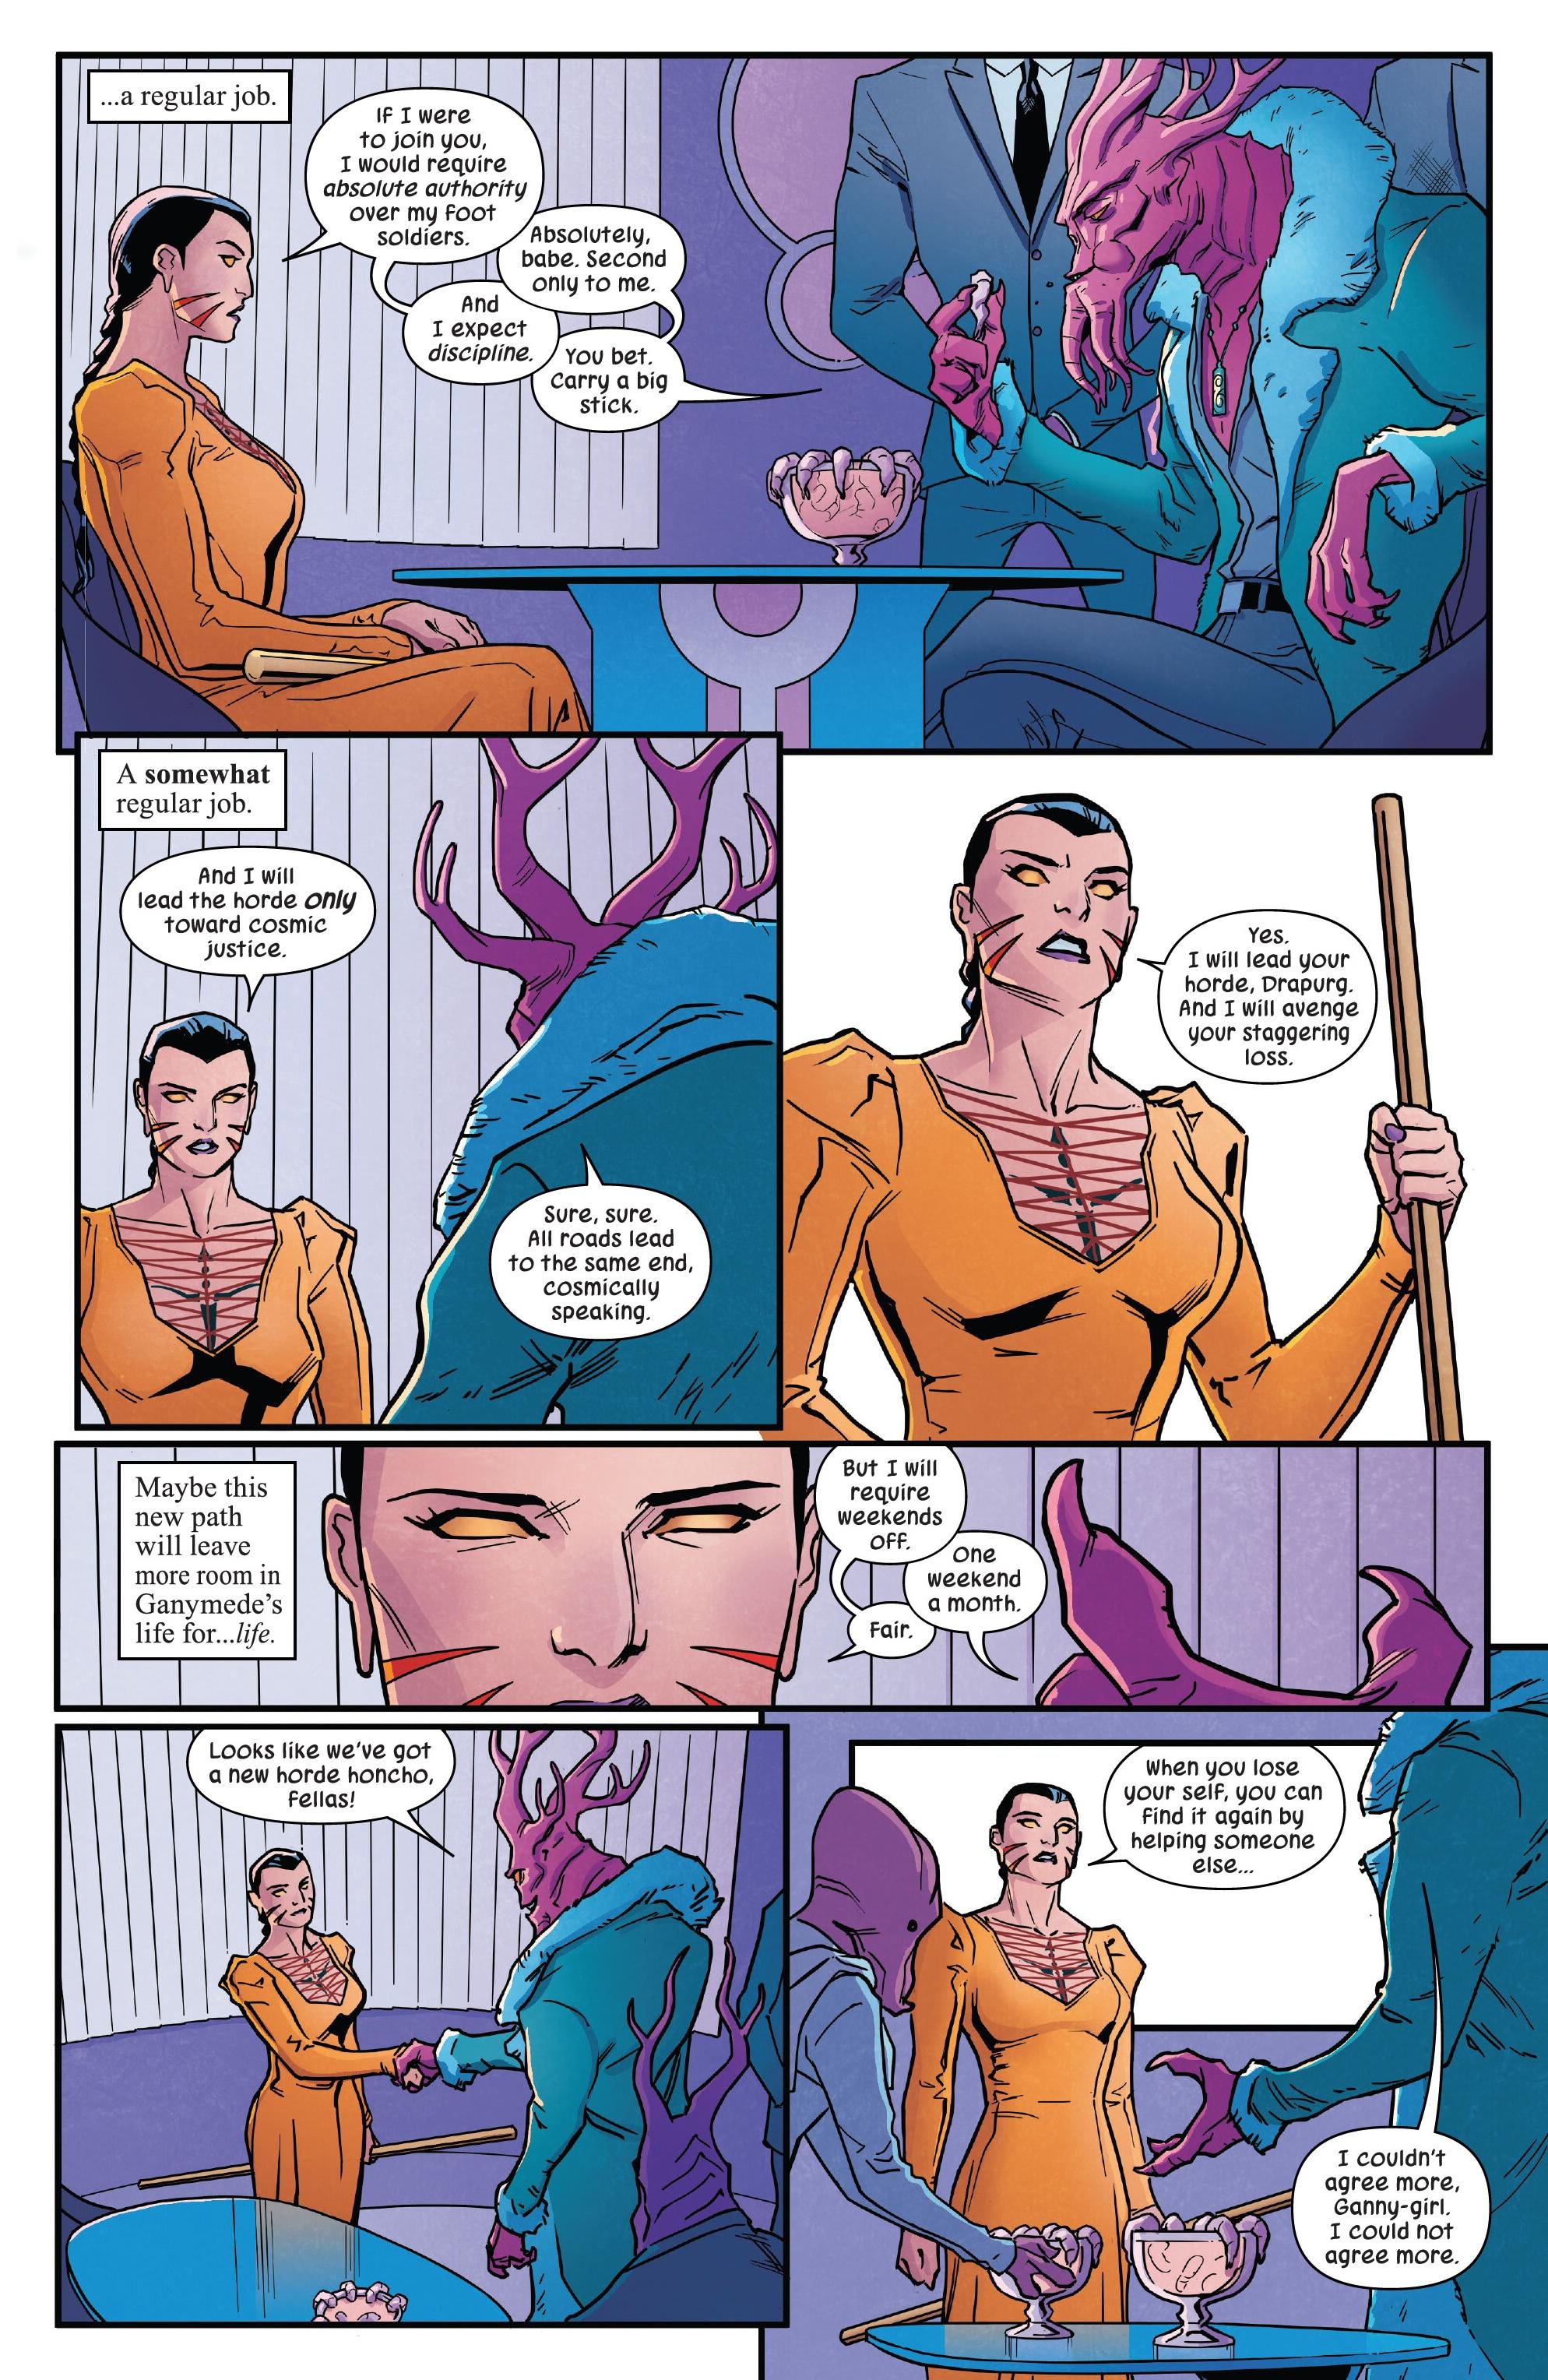 ...a regular job.
If I were
to join you,
I would require
absolute authority
over my foot
soldiers.
Absolutely,
babe. Second
only to me.
And
I expect
discipline.
You bet.
Carry a big
stick.
A somewhat
regular job.
And I will
lead the horde only
toward cosmic
justice.
Sure, sure.
All roads lead
to the same end,
cosmically
speaking.
Yes.
I will lead your
horde, Drapurg.
And I will avenge
your staggering
loss.
Maybe this
new path
will leave
more room in
Ganymede's
life for...life.
But I will
require
weekends
off.
One
weekend
a month.
Fair.
Looks like we've got
a new horde honcho,
fellas!
When you lose
your self, you can
find it again by
helping someone
else...
I couldn't
agree more,
Ganny-girl.
I could not
agree more.